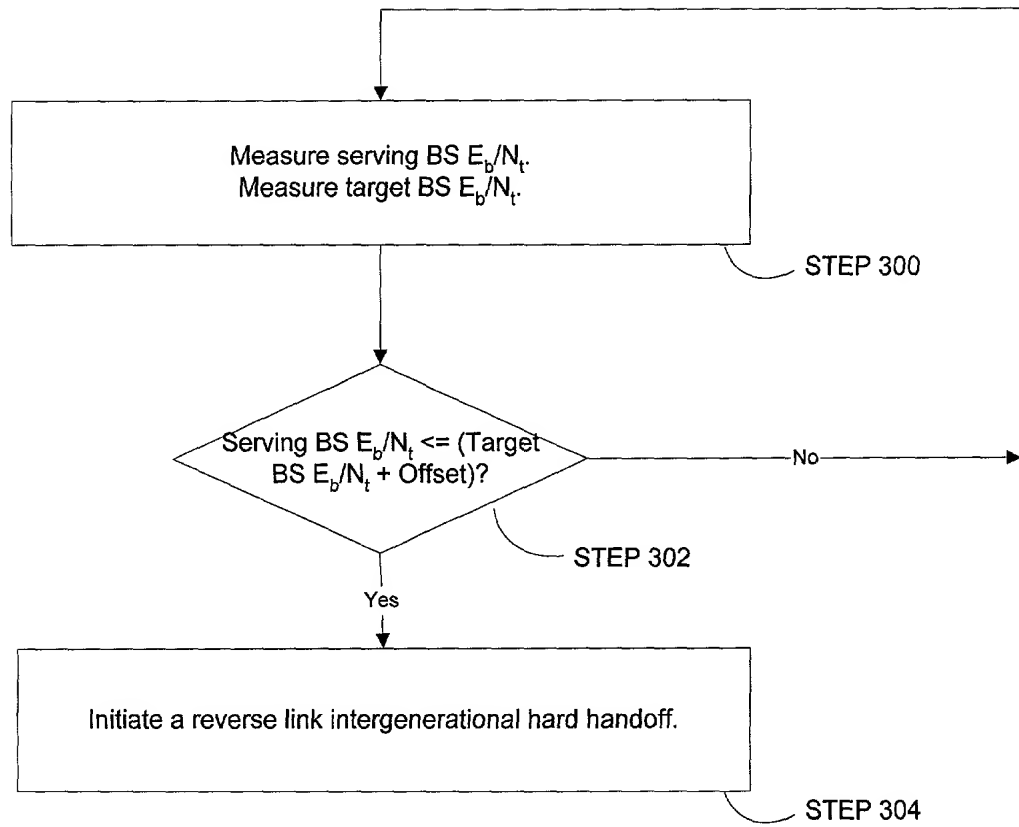 Measure serving BS E_b/N_t.
Measure target BS E_b/N_t.
STEP 300
Serving BS E_b/N_t <= (Target
BS E_b/N_t + Offset)?
No
STEP 302
Yes
Initiate a reverse link intergenerational hard handoff.
STEP 304